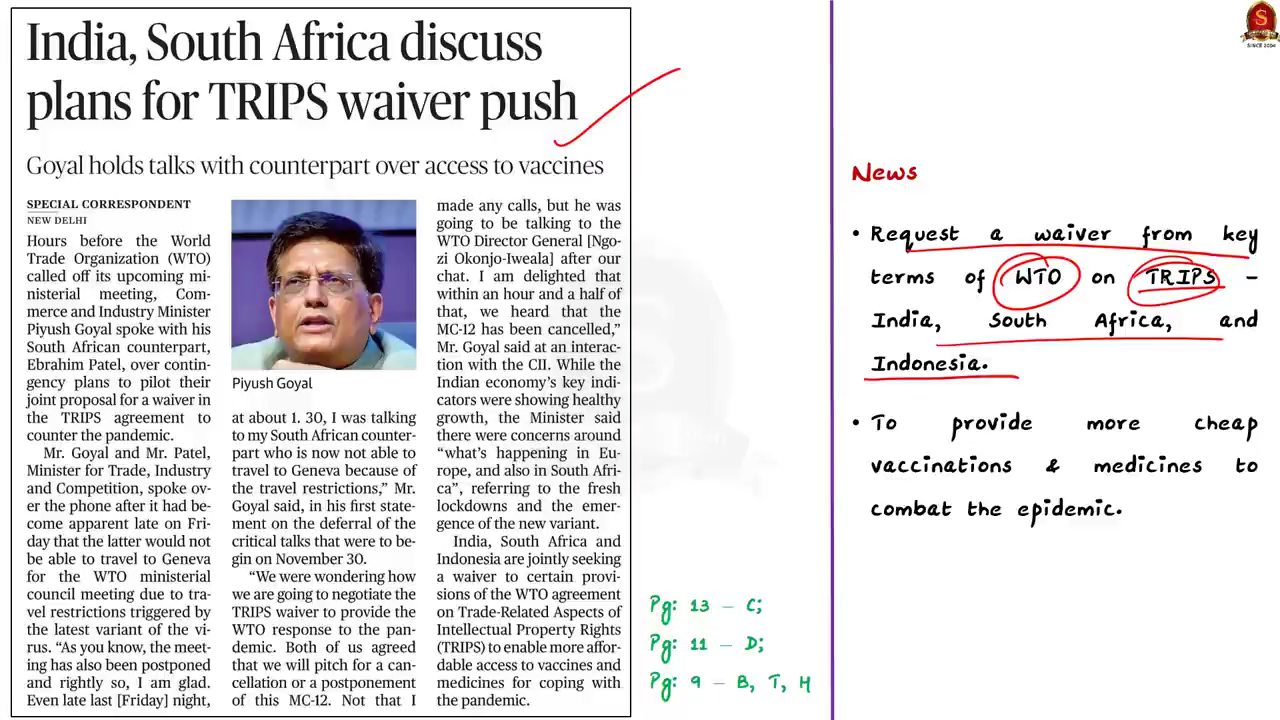 India, South Africa discuss
plans for TRIPS waiver push
Goyal holds talks with counterpart over access to vaccines
SPECIAL CORRESPONDENT
NEW DELHI
Hours before the World
Trade Organization (WTO)
called off its upcoming mi-
nisterial meeting, Com-
merce and Industry Minister
Piyush Goyal spoke with his
South African counterpart,
Ebrahim Patel, over contin-
gency plans to pilot their
joint proposal for a waiver in
the TRIPS agreement to
counter the pandemic.
Mr. Goyal and Mr. Patel,
Minister for Trade, Industry
and Competition, spoke ov-
er the phone after it had be-
come apparent late on Fri-
day that the latter would not
be able to travel to Geneva
for the WTO ministerial
council meeting due to tra-
vel restrictions triggered by
the latest variant of the vi-
rus. “As you know, the meet-
ing has also been postponed
and rightly so, I am glad.
Even late last [Friday] night,
Piyush Goyal
at about 1. 30, I was talking
to my South African counter-
part who is now not able to
travel to Geneva because of
the travel restrictions,” Mr.
Goyal said, in his first state-
ment on the deferral of the
critical talks that were to be-
gin on November 30.
“We were wondering how
we are going to negotiate the
TRIPS waiver to provide the
WTO response to the pan-
demic. Both of us agreed
that we will pitch for a can-
cellation or a postponement
of this MC-12. Not that I
made any calls, but he was
going to be talking to the
WTO Director General [Ngo-
zi Okonjo-Iweala] after our
chat. I am delighted that
within an hour and a half of
that, we heard that the
MC-12 has been cancelled,”
Mr. Goyal said at an interac-
tion with the CII. While the
Indian economy’s key indi-
cators were showing healthy
growth, the Minister said
there were concerns around
“what’s happening in Eu-
rope, and also in South Afri-
ca”, referring to the fresh
lockdowns and the emer-
gence of the new variant.
India, South Africa and
Indonesia are jointly seeking
a waiver to certain provi-
sions of the WTO agreement
on Trade-Related Aspects of
Intellectual Property Rights
(TRIPS) to enable more affor-
dable access to vaccines and
medicines for coping with
the pandemic.
Pg: 13 – C;
Pg: 11 – D;
Pg: 9 – B, T, H
S
SINCE 2004
News
• Request a waiver from key
terms of WTO on TRIPS –
India, South Africa, and
Indonesia.
• To provide more cheap
vaccinations & medicines to
combat the epidemic.